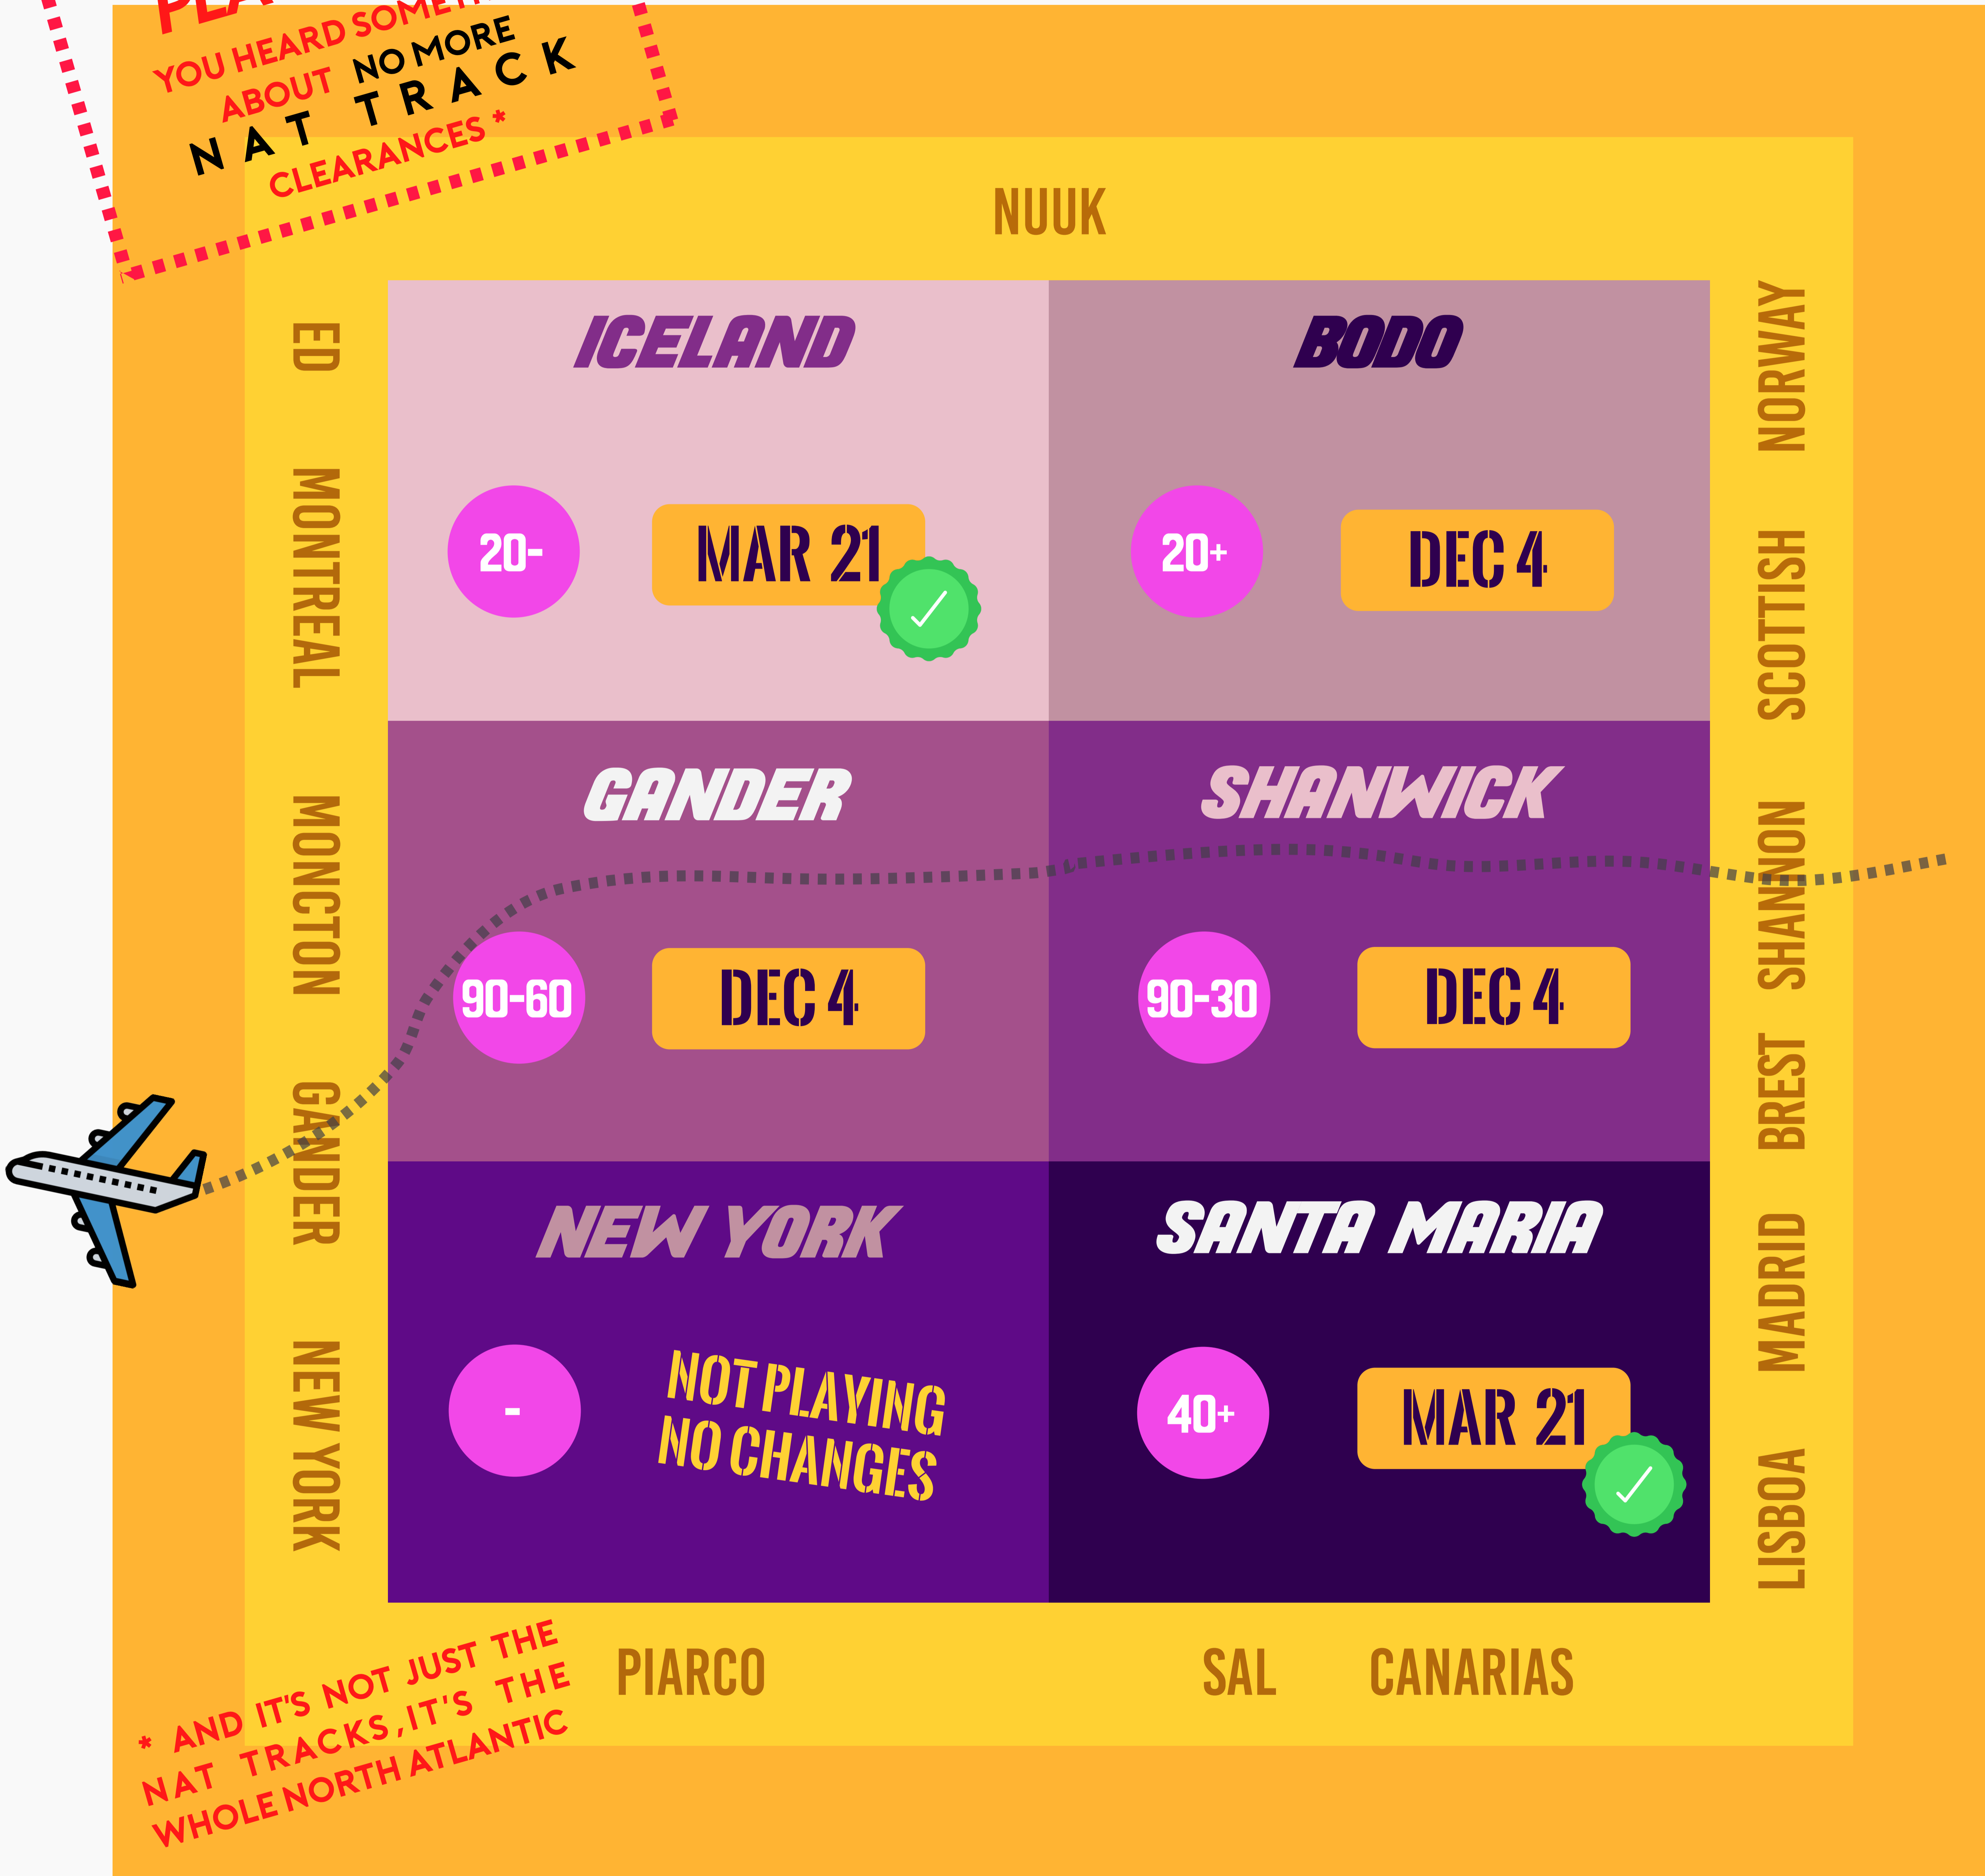 YOU HEARD
ABOUT NO MORE
NAT TRACK
CLEARANCES *
NUUK
ED
MONTREAL
MONCTON
GANDER
NEW YORK
ICELAND
20-
MAR 21
BODO
20+
DEC 4
GANDER
90-60
DEC 4
SHANWICK
90-30
DEC 4
NEW YORK
-
NOT PLAYING
NO CHANGES
SANTA MARIA
40+
MAR 21
NORWAY
SCOTTISH
SHANNON
BREST
MADRID
LISBOA
PIARCO
SAL
CANARIAS
* AND IT'S NOT JUST THE
NAT TRACKS, IT'S THE
WHOLE NORTH ATLANTIC